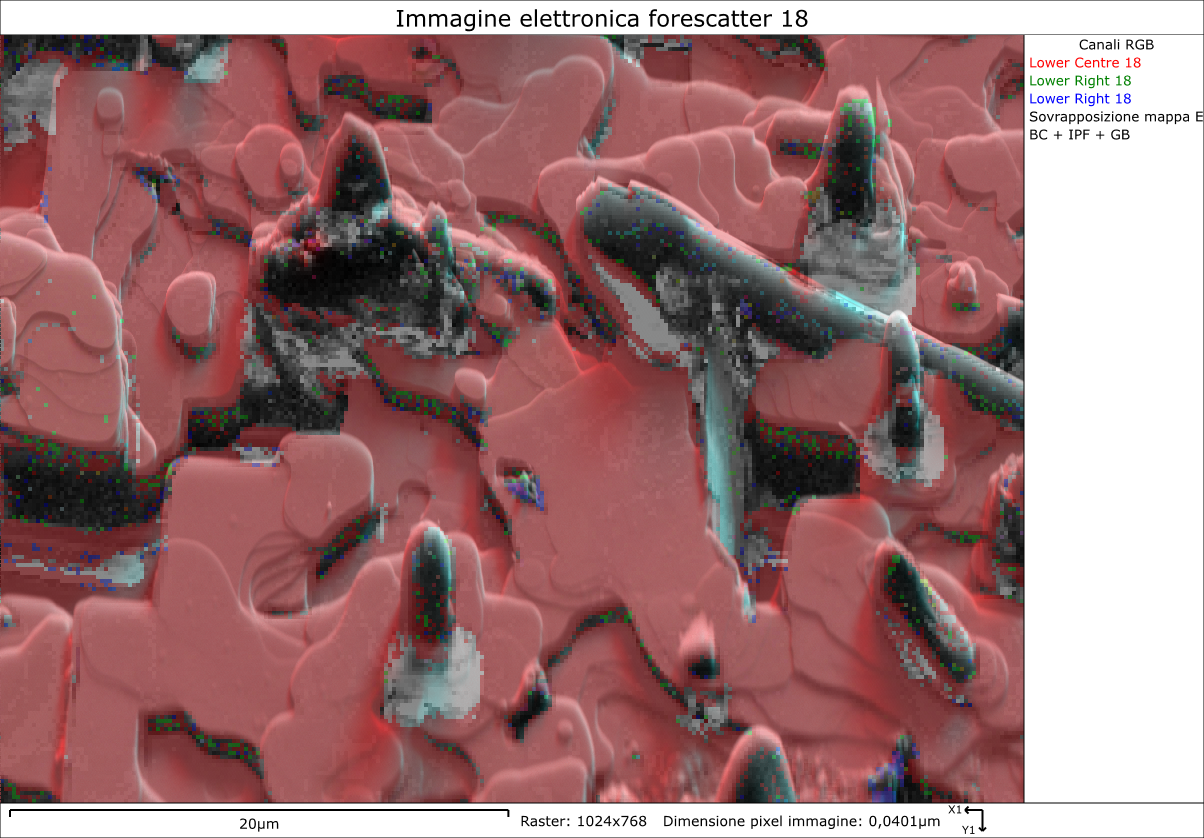 Immagine elettronica forescatter 18
Canali RGB
Lower Centre 18
Lower Right 18
Lower Right 18
Sovrapposizione mappa E
BC + IPF + GB
20µm
Raster: 1024x768 Dimensione pixel immagine: 0,0401µm
X1
Y1